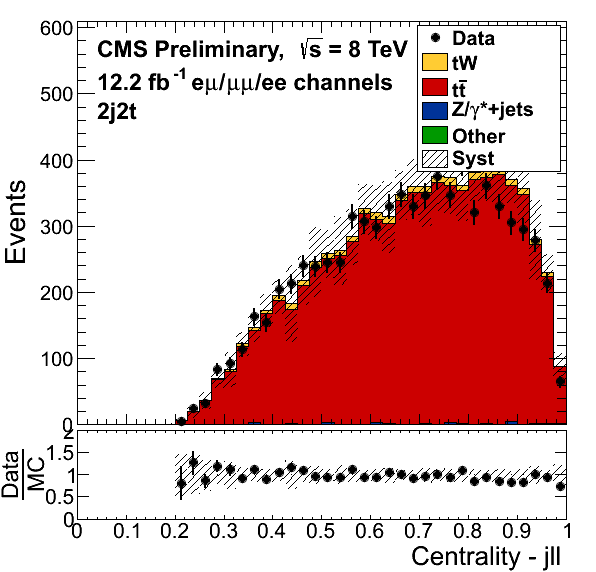 600
500
400
300
200
100
0
Events
CMS Preliminary, √s = 8 TeV
12.2 fb⁻¹ eμ/μμ/ee channels
2j2t
Data
tW
tt̄
Z/γ*+jets
Other
Syst
2
1.5
1
0.5
0
Data
MC
0 0.1 0.2 0.3 0.4 0.5 0.6 0.7 0.8 0.9 1
Centrality - jll